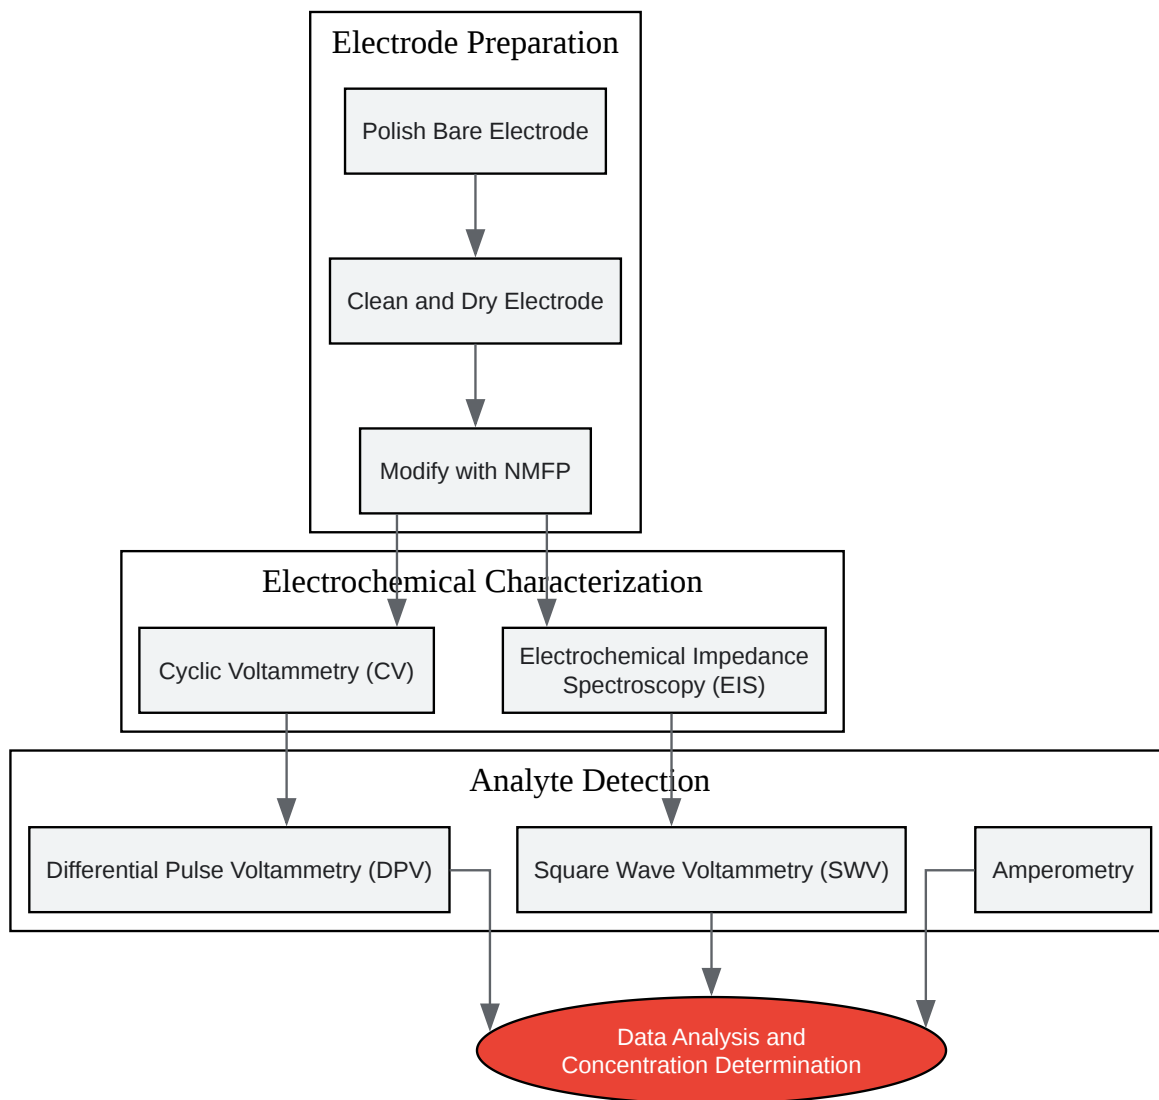 Electrode Preparation
Polish Bare Electrode
Clean and Dry Electrode
Modify with NMFP
Electrochemical Characterization
Cyclic Voltammetry (CV)
Electrochemical Impedance
Spectroscopy (EIS)
Analyte Detection
Differential Pulse Voltammetry (DPV)
Square Wave Voltammetry (SWV)
Amperometry
Data Analysis and
Concentration Determination